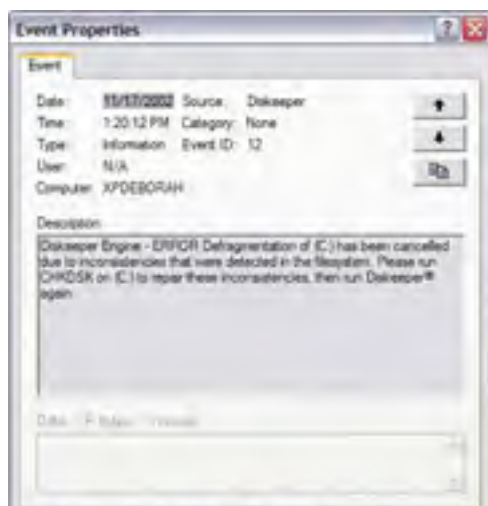 Event Properties
Event
Date: 11/17/2002 Source: Diskeeper
Time: 1:20:12 PM Category: None
Type: Information Event ID: 12
User: N/A
Computer: XPDEBORAH
Description:
Diskeeper Engine - ERROR Defragmentation of (C:) has been cancelled
due to inconsistencies that were detected in the filesystem. Please run
CHKDSK on (C:) to repair these inconsistencies, then run Diskeeper®
again.
Data: Bytes Words